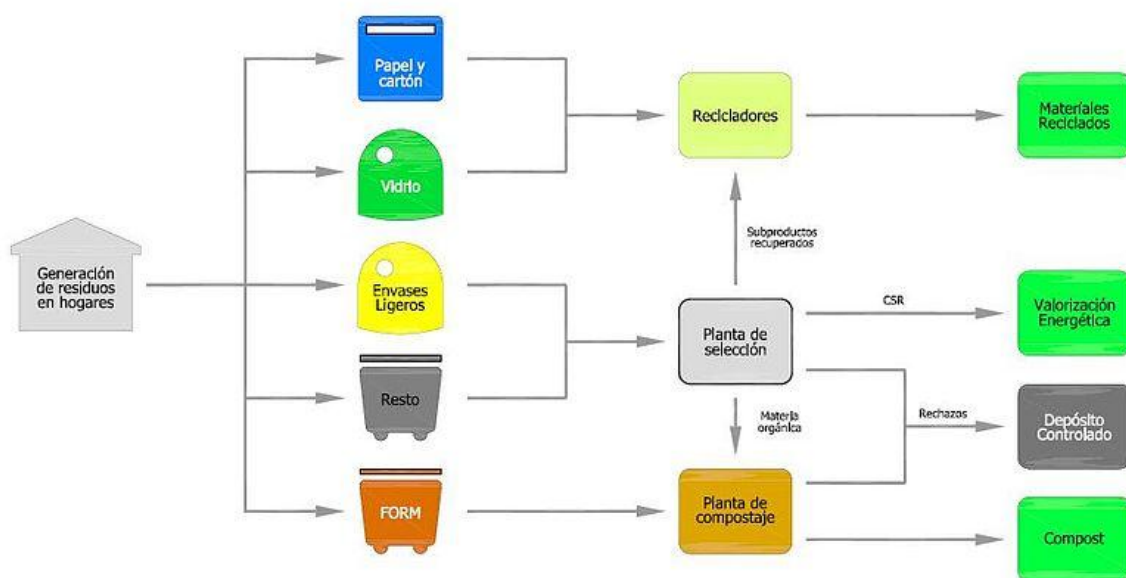 Papel y
cartón
Vidrio
Generación
de residuos
en hogares
Envases
Ligeros
Resto
FORM
Recicladores
Subproductos
recuperados
Planta de
selección
Materia
orgánica
Planta de
compostaje
CSR
Rechazos
Materiales
Reciclados
Valorización
Energética
Depósito
Controlado
Compost